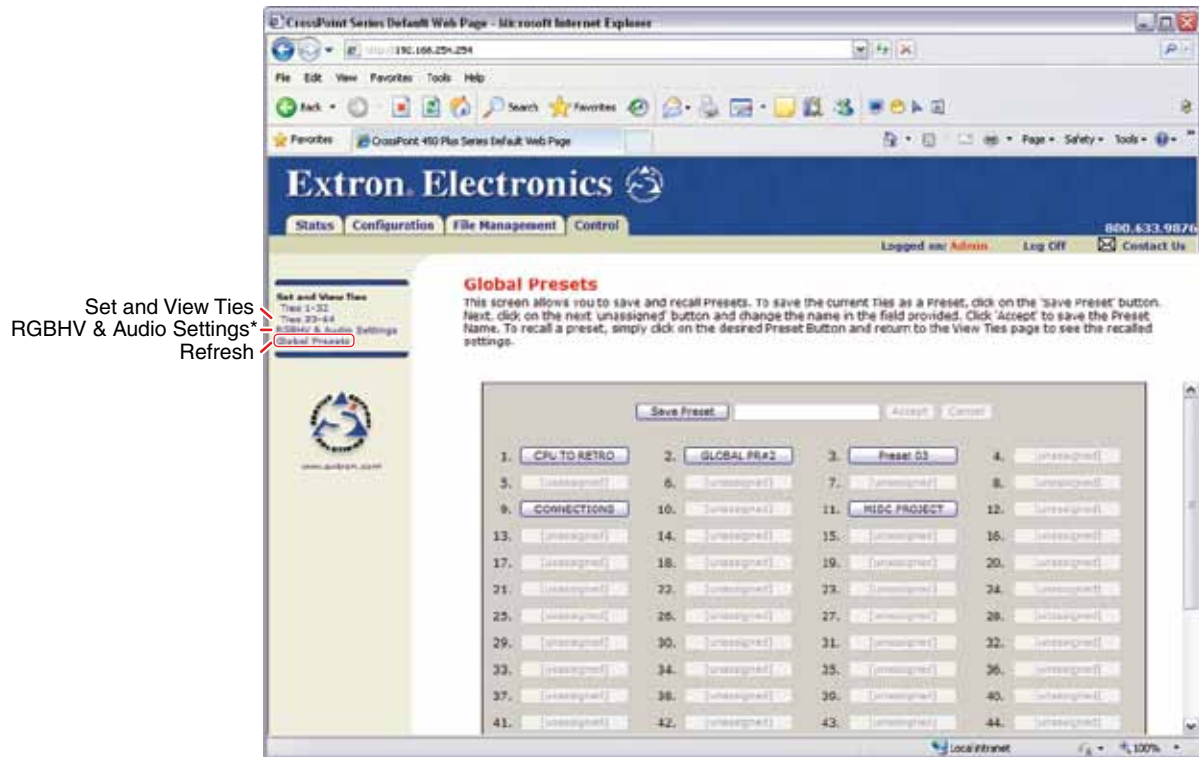 CrossPoint Series Default Web Page - Microsoft Internet Explorer
192.168.254.254
File Edit View Favorites Tools Help
Back Search Favorites
Favorites CrossPoint 450 Plus Series Default Web Page Page Safety Tools
Extron. Electronics
Status Configuration File Management Control
800.633.9876
Logged on: Admin Log Off Contact Us
Set and View Ties
RGBHV & Audio Settings*
Refresh
Set and View Ties
Ties 1-32
Ties 33-64
RGBHV & Audio Settings
Global Presets
www.extron.com
Global Presets
This screen allows you to save and recall Presets. To save the current Ties as a Preset, click on the 'Save Preset' button.
Next, click on the next 'unassigned' button and change the name in the field provided. Click 'Accept' to save the Preset
Name. To recall a preset, simply click on the desired Preset Button and return to the View Ties page to see the recalled
settings.
Save Preset Accept Cancel
1. CPU TO RETRO 2. GLOBAL PR#2 3. Preset 03 4. [unassigned]
5. [unassigned] 6. [unassigned] 7. [unassigned] 8. [unassigned]
9. CONNECTIONS 10. [unassigned] 11. MIDC PROJECT 12. [unassigned]
13. [unassigned] 14. [unassigned] 15. [unassigned] 16. [unassigned]
17. [unassigned] 18. [unassigned] 19. [unassigned] 20. [unassigned]
21. [unassigned] 22. [unassigned] 23. [unassigned] 24. [unassigned]
25. [unassigned] 26. [unassigned] 27. [unassigned] 28. [unassigned]
29. [unassigned] 30. [unassigned] 31. [unassigned] 32. [unassigned]
33. [unassigned] 34. [unassigned] 35. [unassigned] 36. [unassigned]
37. [unassigned] 38. [unassigned] 39. [unassigned] 40. [unassigned]
41. [unassigned] 42. [unassigned] 43. [unassigned] 44. [unassigned]
Local intranet 100%